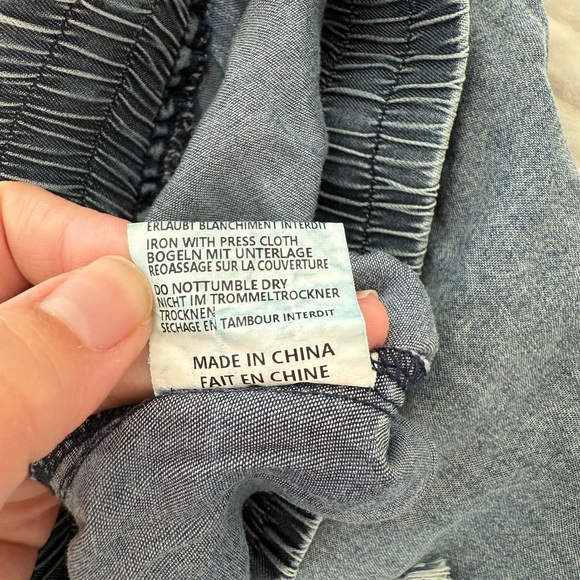 ERLAUBT BLANCHIMENT INTERDIT
IRON WITH PRESS CLOTH
BOGELN MIT UNTERLAGE
REOASSAGE SUR LA COUVERTURE
DO NOTTUMBLE DRY
NICHT IM TROMMELTROCKNER
TROCKNEN
SECHAGE EN TAMBOUR INTERDIT
MADE IN CHINA
FAIT EN CHINE